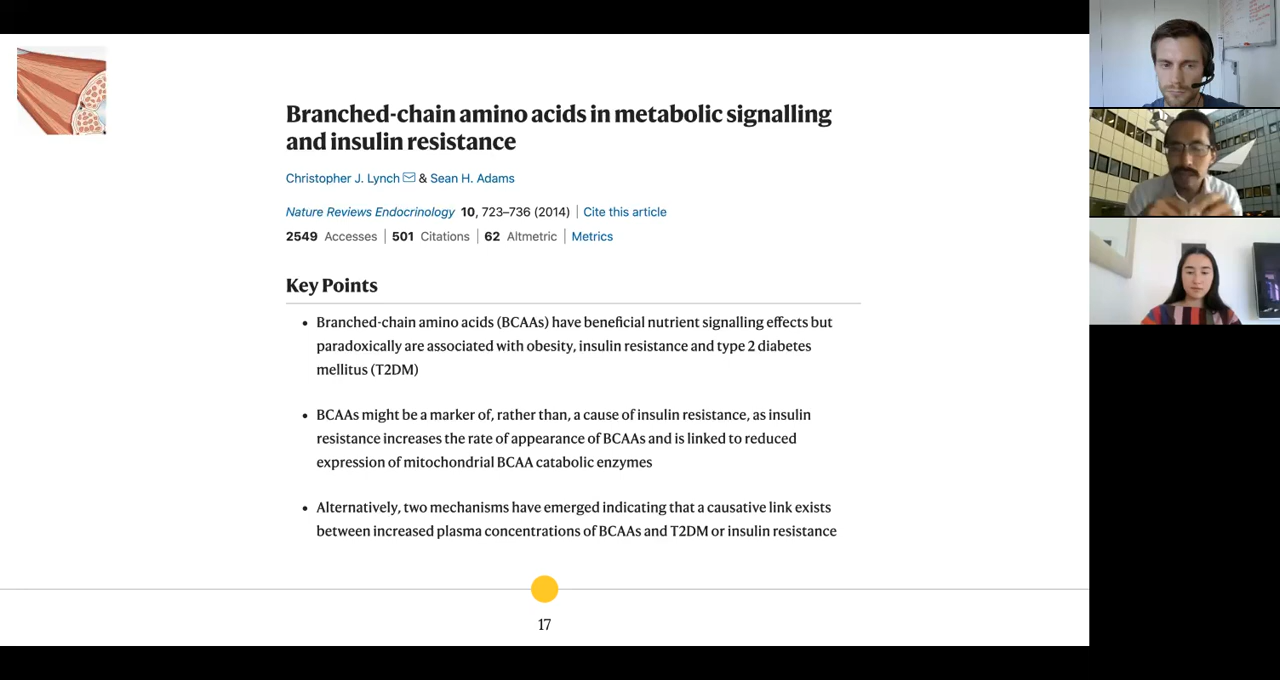 Branched-chain amino acids in metabolic signalling
and insulin resistance
Christopher J. Lynch & Sean H. Adams
Nature Reviews Endocrinology 10, 723–736 (2014) | Cite this article
2549 Accesses | 501 Citations | 62 Altmetric | Metrics
Key Points
• Branched-chain amino acids (BCAAs) have beneficial nutrient signalling effects but
paradoxically are associated with obesity, insulin resistance and type 2 diabetes
mellitus (T2DM)
• BCAAs might be a marker of, rather than, a cause of insulin resistance, as insulin
resistance increases the rate of appearance of BCAAs and is linked to reduced
expression of mitochondrial BCAA catabolic enzymes
• Alternatively, two mechanisms have emerged indicating that a causative link exists
between increased plasma concentrations of BCAAs and T2DM or insulin resistance
17